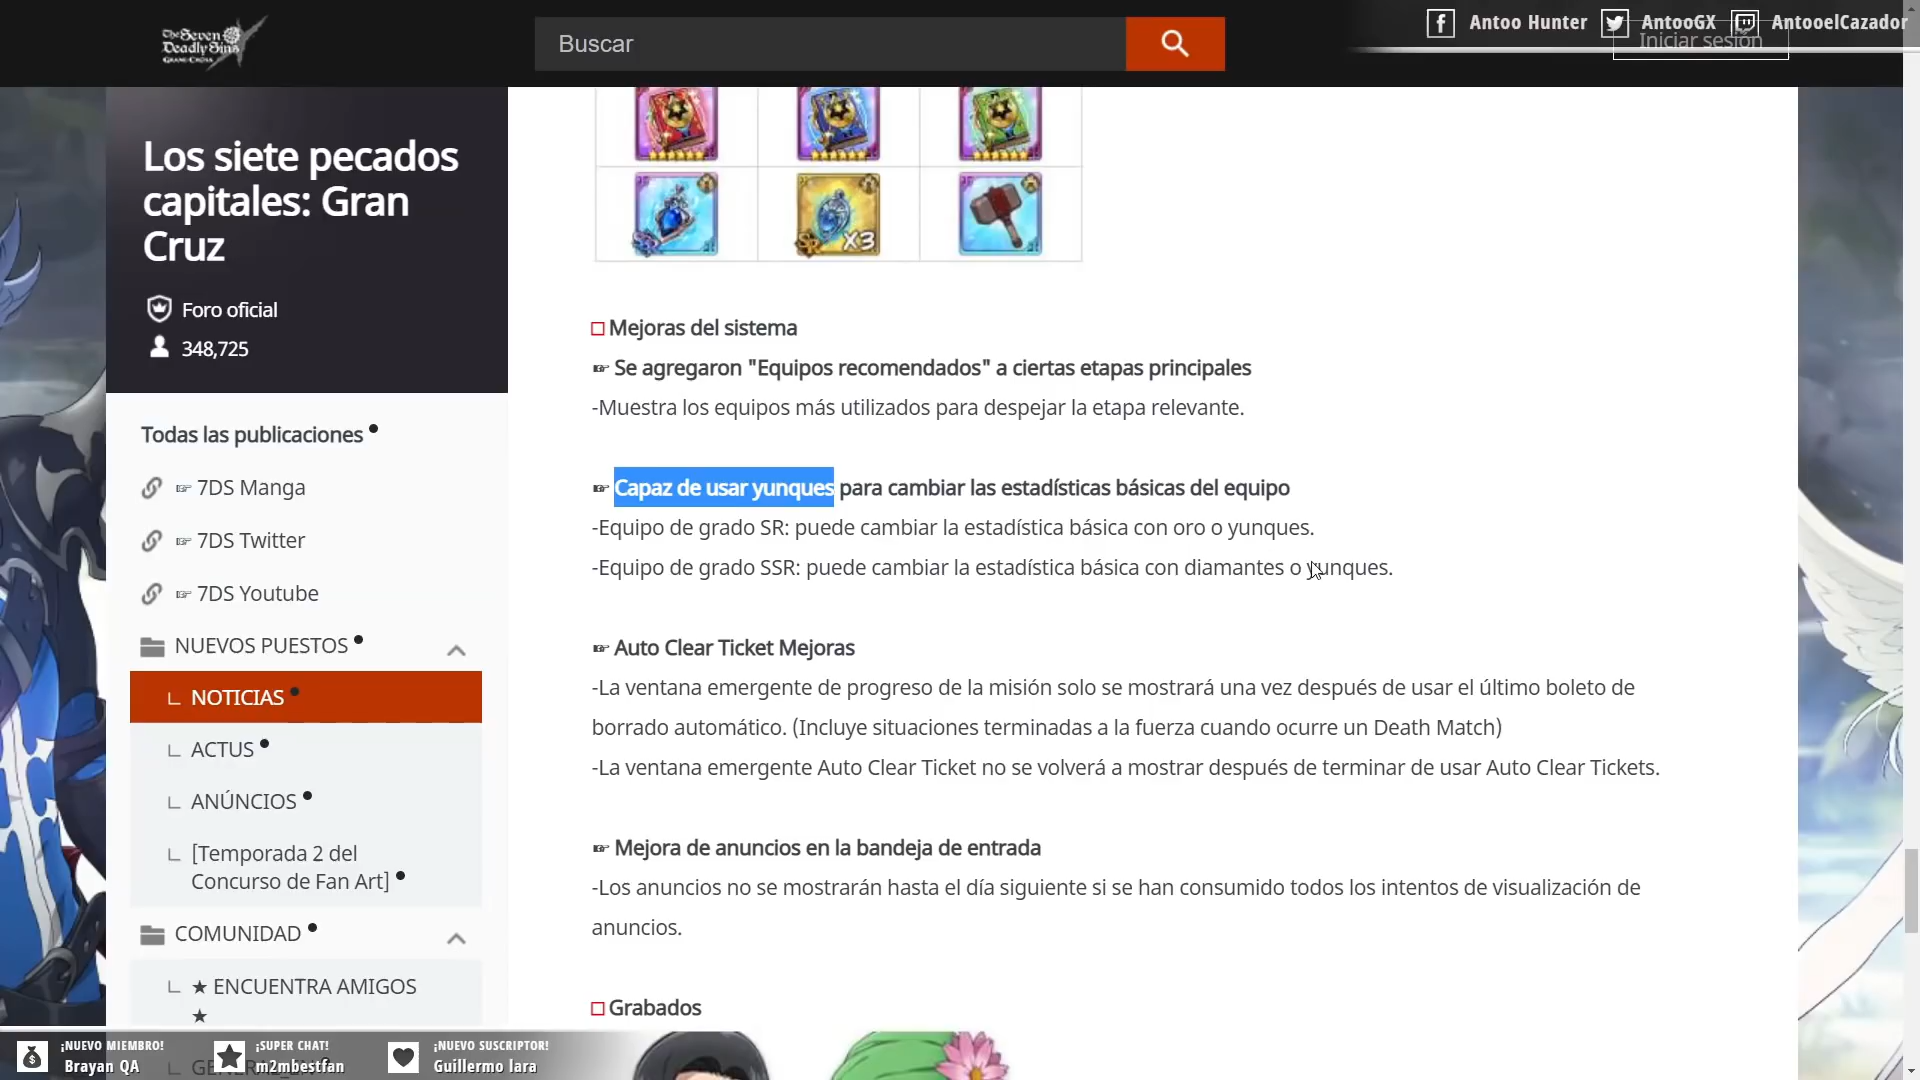 The Seven
Deadly Sins
GRAND CROSS
Buscar
Antoo Hunter
AntooGX
AntooelCazador
Iniciar sesión
Los siete pecados
capitales: Gran
Cruz
Foro oficial
348,725
Todas las publicaciones
☞ 7DS Manga
☞ 7DS Twitter
☞ 7DS Youtube
NUEVOS PUESTOS
NOTICIAS
ACTUS
ANÚNCIOS
[Temporada 2 del
Concurso de Fan Art]
COMUNIDAD
★ ENCUENTRA AMIGOS
★
X3
□ Mejoras del sistema
☞ Se agregaron "Equipos recomendados" a ciertas etapas principales
-Muestra los equipos más utilizados para despejar la etapa relevante.
☞ Capaz de usar yunques para cambiar las estadísticas básicas del equipo
-Equipo de grado SR: puede cambiar la estadística básica con oro o yunques.
-Equipo de grado SSR: puede cambiar la estadística básica con diamantes o yunques.
☞ Auto Clear Ticket Mejoras
-La ventana emergente de progreso de la misión solo se mostrará una vez después de usar el último boleto de
borrado automático. (Incluye situaciones terminadas a la fuerza cuando ocurre un Death Match)
-La ventana emergente Auto Clear Ticket no se volverá a mostrar después de terminar de usar Auto Clear Tickets.
☞ Mejora de anuncios en la bandeja de entrada
-Los anuncios no se mostrarán hasta el día siguiente si se han consumido todos los intentos de visualización de
anuncios.
□ Grabados
¡NUEVO MIEMBRO!
Brayan QA
¡SUPER CHAT!
m2mbestfan
¡NUEVO SUSCRIPTOR!
Guillermo lara